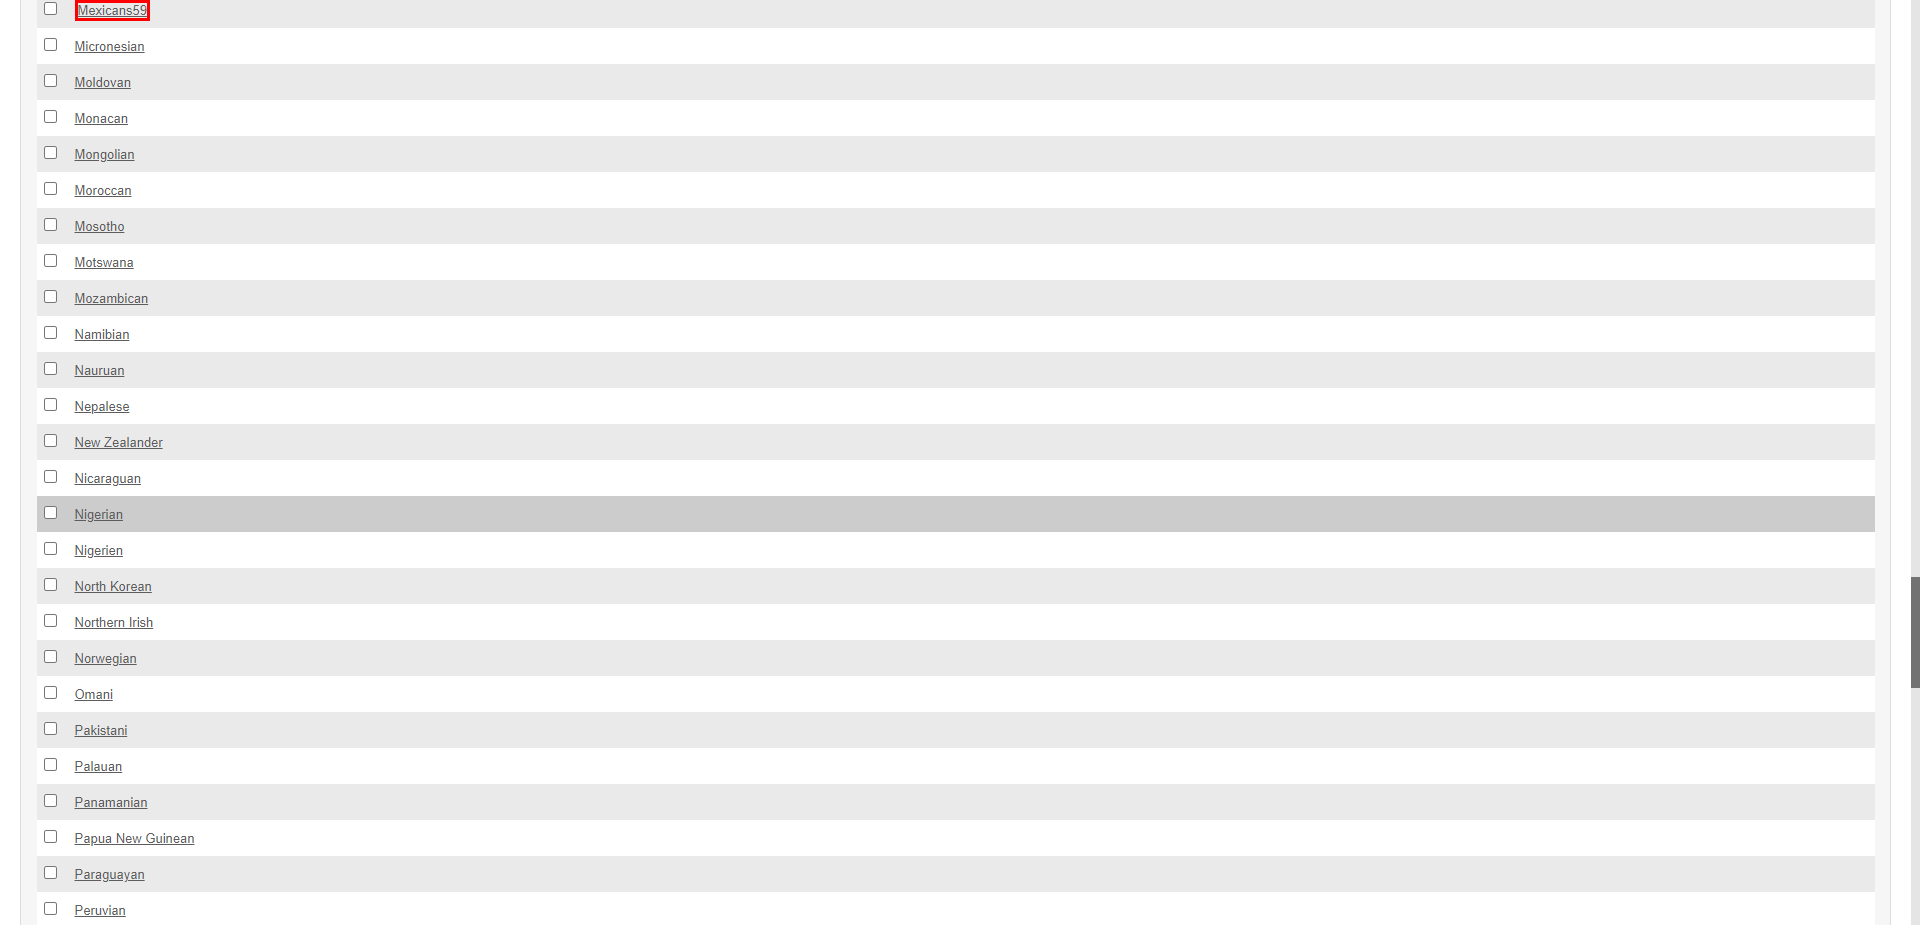 Mexicans59
Micronesian
Moldovan
Monacan
Mongolian
Moroccan
Mosotho
Motswana
Mozambican
Namibian
Nauruan
Nepalese
New Zealander
Nicaraguan
Nigerian
Nigerien
North Korean
Northern Irish
Norwegian
Omani
Pakistani
Palauan
Panamanian
Papua New Guinean
Paraguayan
Peruvian